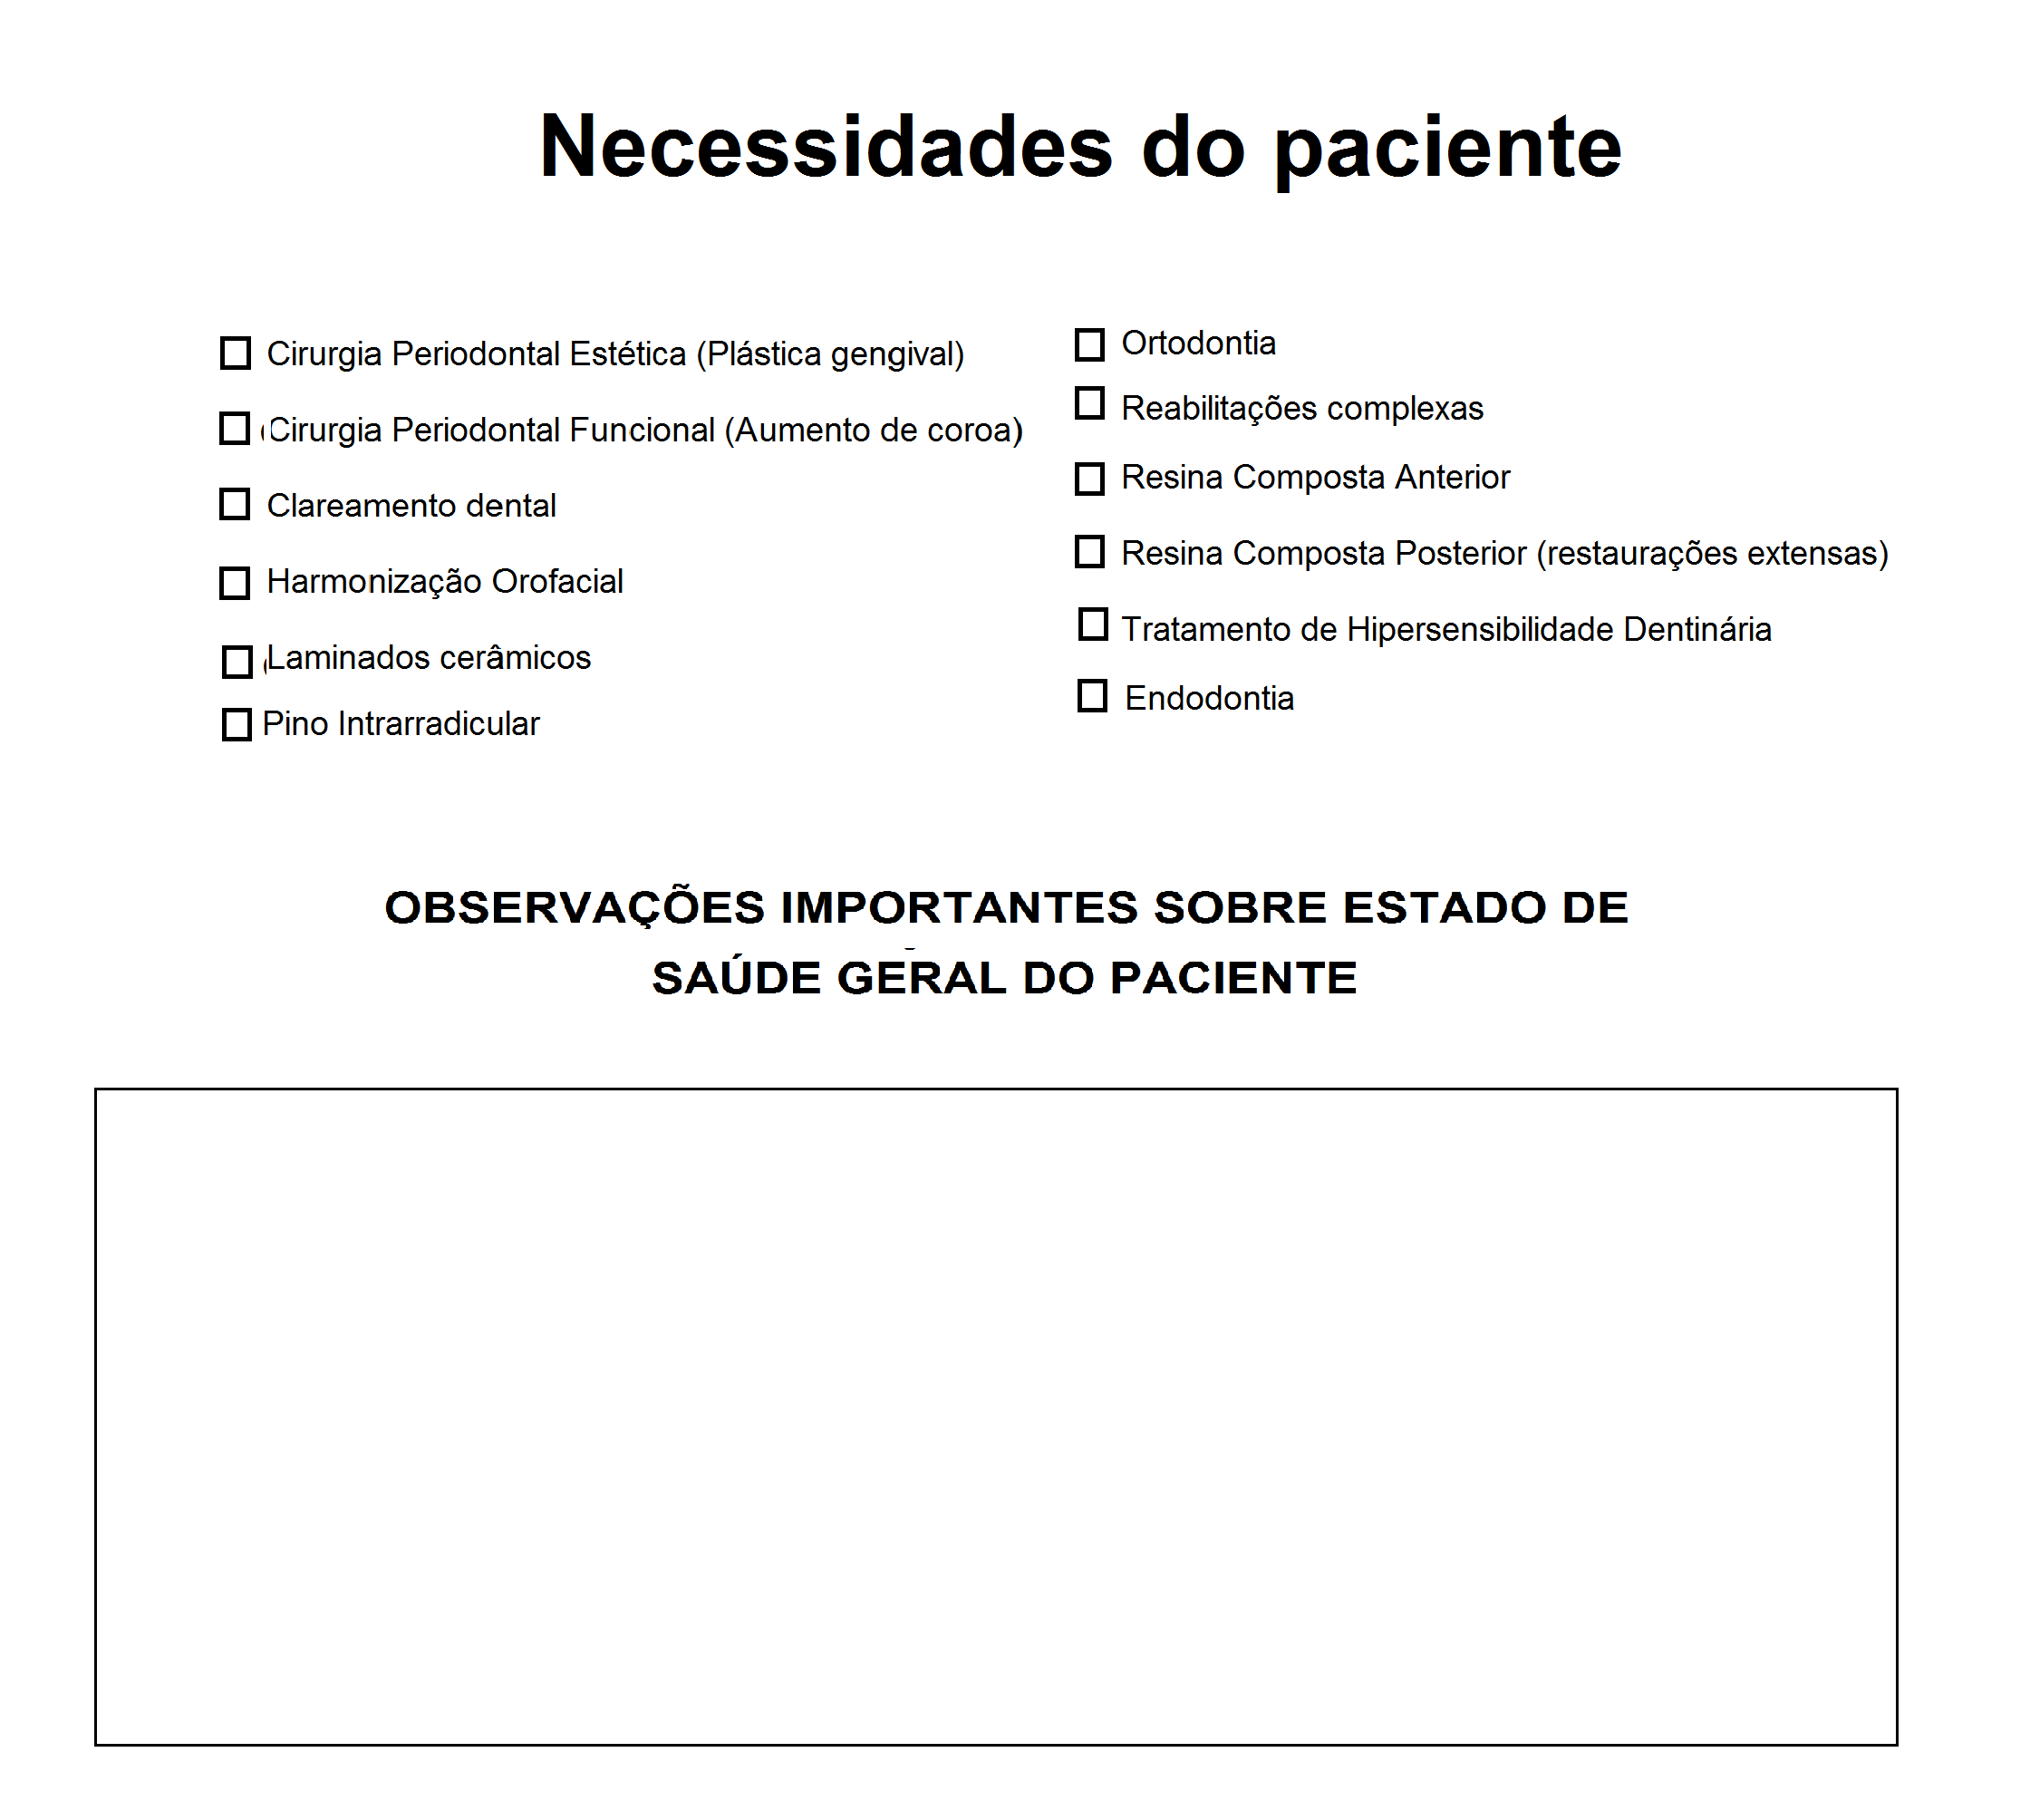 Necessidades do paciente
Cirurgia Periodontal Estética (Plástica gengival)
Cirurgia Periodontal Funcional (Aumento de coroa)
Clareamento dental
Harmonização Orofacial
Laminados cerâmicos
Pino Intrarradicular
Ortodontia
Reabilitações complexas
Resina Composta Anterior
Resina Composta Posterior (restaurações extensas)
Tratamento de Hipersensibilidade Dentinária
Endodontia
OBSERVAÇÕES IMPORTANTES SOBRE ESTADO DE
SAÚDE GERAL DO PACIENTE